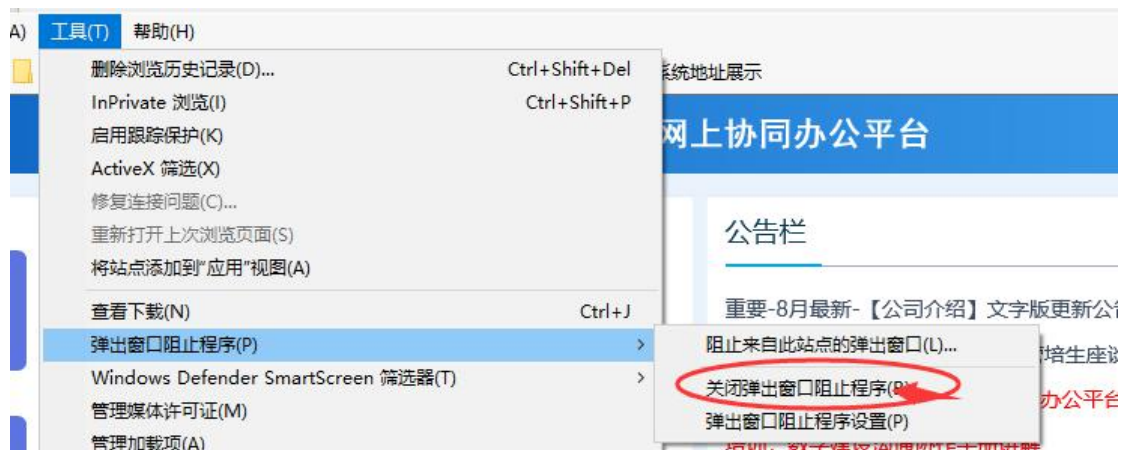 A) 工具(T) 帮助(H)
删除浏览历史记录(D)... Ctrl+Shift+Del
系统地址展示
InPrivate 浏览(I) Ctrl+Shift+P
启用跟踪保护(K)
网上协同办公平台
ActiveX 筛选(X)
修复连接问题(C)...
重新打开上次浏览页面(S)
公告栏
将站点添加到“应用”视图(A)
查看下载(N) Ctrl+J
重要-8月最新-【公司介绍】文字版更新公告
弹出窗口阻止程序(P) >
阻止来自此站点的弹出窗口(L)...
培生座谈
Windows Defender SmartScreen 筛选器(T) >
关闭弹出窗口阻止程序(B)
办公平台
管理媒体许可证(M)
弹出窗口阻止程序设置(P)
管理加载项(A)